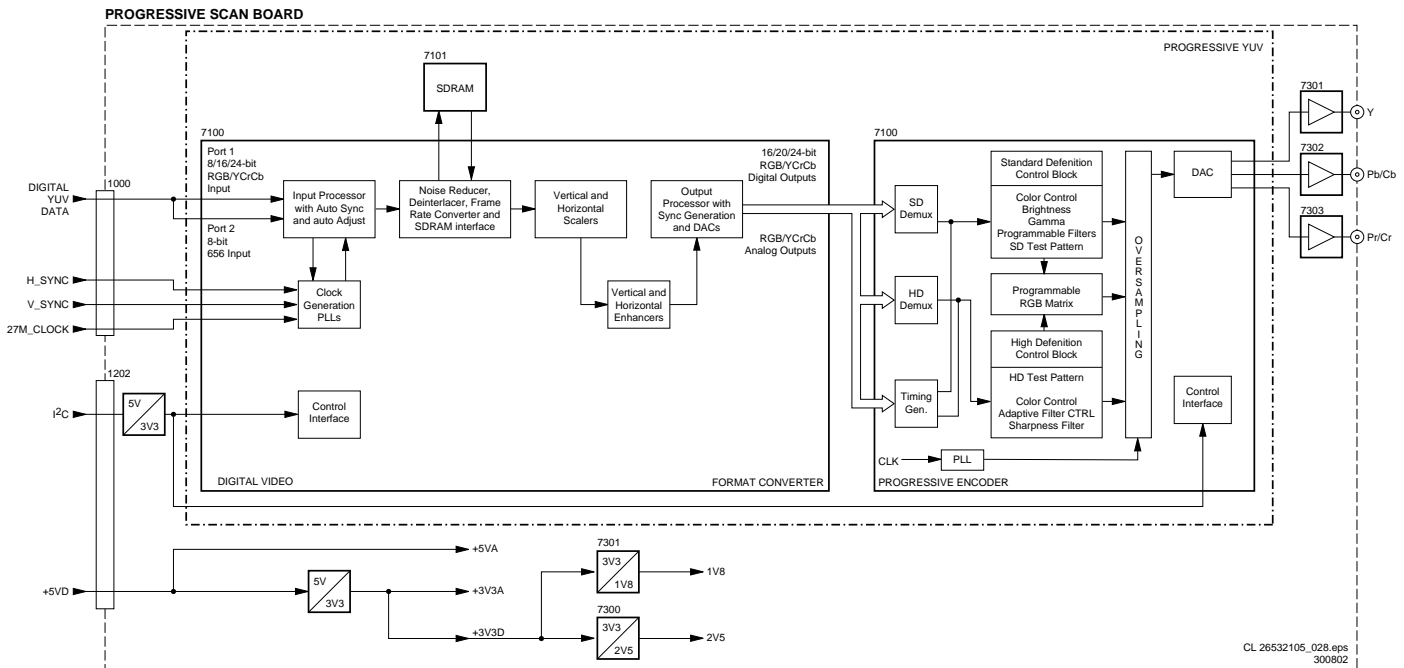 PROGRESSIVE SCAN BOARD
PROGRESSIVE YUV
7101
SDRAM
7100
Port 1
8/16/24-bit
RGB/YCrCb
Input
Port 2
8-bit
656 Input
Input Processor
with Auto Sync
and auto Adjust
Noise Reducer,
Deinterlacer, Frame
Rate Converter and
SDRAM interface
Vertical and
Horizontal
Scalers
Output
Processor with
Sync Generation
and DACs
16/20/24-bit
RGB/YCrCb
Digital Outputs
RGB/YCrCb
Analog Outputs
Clock
Generation
PLLs
Vertical and
Horizontal
Enhancers
Control
Interface
DIGITAL VIDEO
FORMAT CONVERTER
DIGITAL
YUV
DATA
1000
H_SYNC
V_SYNC
27M_CLOCK
1202
I²C
5V
3V3
7100
SD
Demux
HD
Demux
Timing
Gen.
Standard Defenition
Control Block
Color Control
Brightness
Gamma
Programmable Filters
SD Test Pattern
Programmable
RGB Matrix
High Defenition
Control Block
HD Test Pattern
Color Control
Adaptive Filter CTRL
Sharpness Filter
OVERSAMPLING
DAC
Control
Interface
CLK
PLL
PROGRESSIVE ENCODER
7301
Y
7302
Pb/Cb
7303
Pr/Cr
+5VD
5V
3V3
+5VA
+3V3A
+3V3D
7301
3V3
1V8
1V8
7300
3V3
2V5
2V5
CL 26532105_028.eps
300802